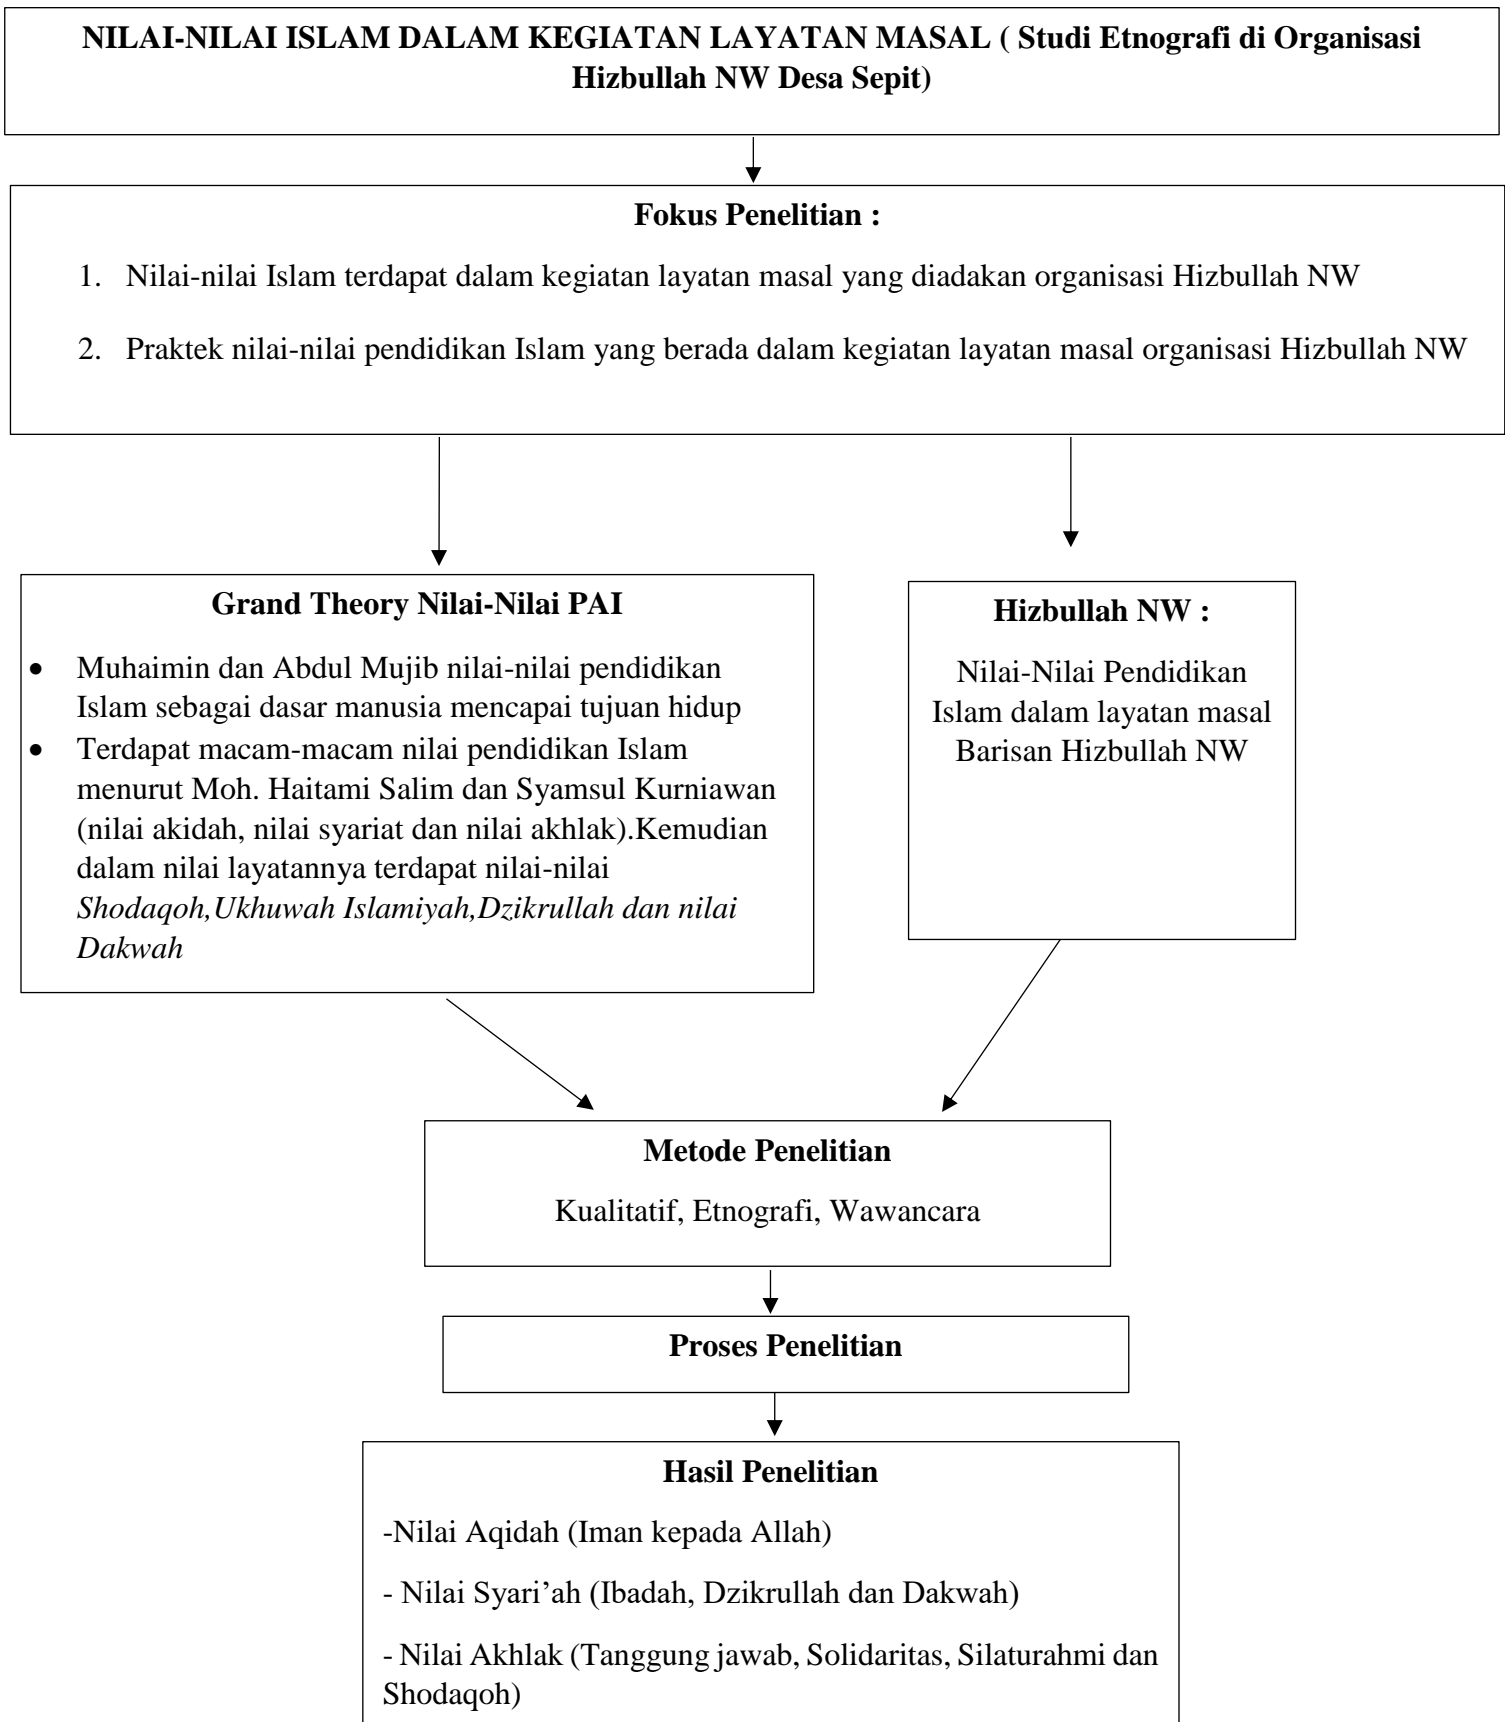 NILAI-NILAI ISLAM DALAM KEGIATAN LAYATAN MASAL ( Studi Etnografi di Organisasi
Hizbullah NW Desa Sepit)
Fokus Penelitian :
1. Nilai-nilai Islam terdapat dalam kegiatan layatan masal yang diadakan organisasi Hizbullah NW
2. Praktek nilai-nilai pendidikan Islam yang berada dalam kegiatan layatan masal organisasi Hizbullah NW
Grand Theory Nilai-Nilai PAI
• Muhaimin dan Abdul Mujib nilai-nilai pendidikan
Islam sebagai dasar manusia mencapai tujuan hidup
• Terdapat macam-macam nilai pendidikan Islam
menurut Moh. Haitami Salim dan Syamsul Kurniawan
(nilai akidah, nilai syariat dan nilai akhlak).Kemudian
dalam nilai layatannya terdapat nilai-nilai
Shodaqoh,Ukhuwah Islamiyah,Dzikrullah dan nilai
Dakwah
Hizbullah NW :
Nilai-Nilai Pendidikan
Islam dalam layatan masal
Barisan Hizbullah NW
Metode Penelitian
Kualitatif, Etnografi, Wawancara
Proses Penelitian
Hasil Penelitian
-Nilai Aqidah (Iman kepada Allah)
- Nilai Syari’ah (Ibadah, Dzikrullah dan Dakwah)
- Nilai Akhlak (Tanggung jawab, Solidaritas, Silaturahmi dan
Shodaqoh)